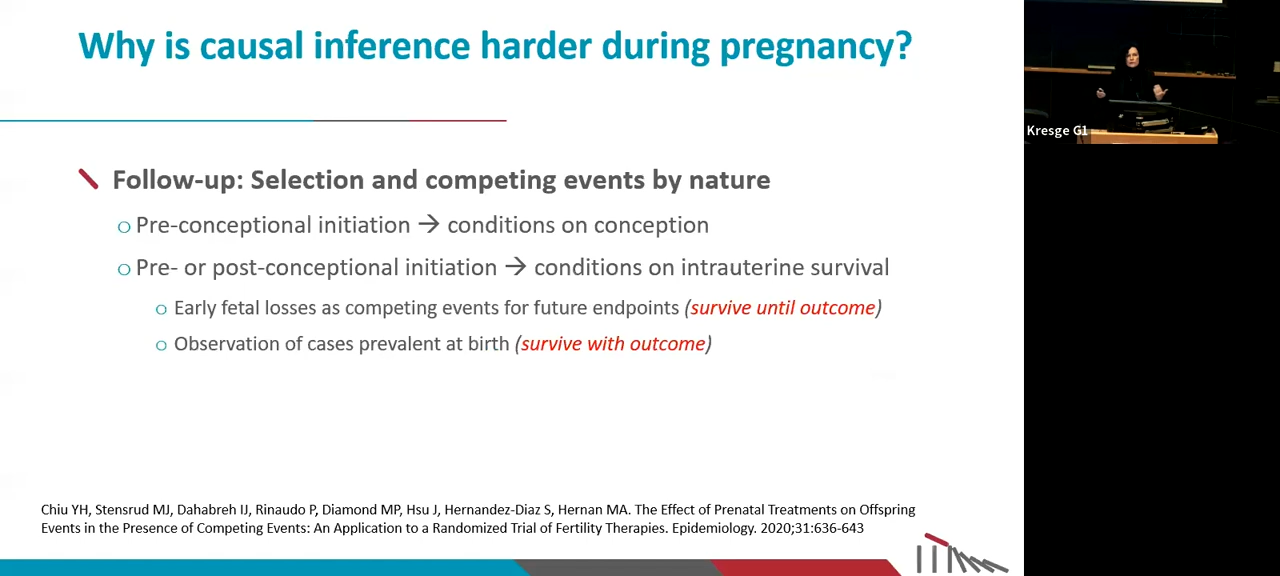 Why is causal inference harder during pregnancy?
Follow-up: Selection and competing events by nature
Pre-conceptional initiation → conditions on conception
Pre- or post-conceptional initiation → conditions on intrauterine survival
Early fetal losses as competing events for future endpoints (survive until outcome)
Observation of cases prevalent at birth (survive with outcome)
Chiu YH, Stensrud MJ, Dahabreh IJ, Rinaudo P, Diamond MP, Hsu J, Hernandez-Diaz S, Hernan MA. The Effect of Prenatal Treatments on Offspring
Events in the Presence of Competing Events: An Application to a Randomized Trial of Fertility Therapies. Epidemiology. 2020;31:636-643
Kresge G1